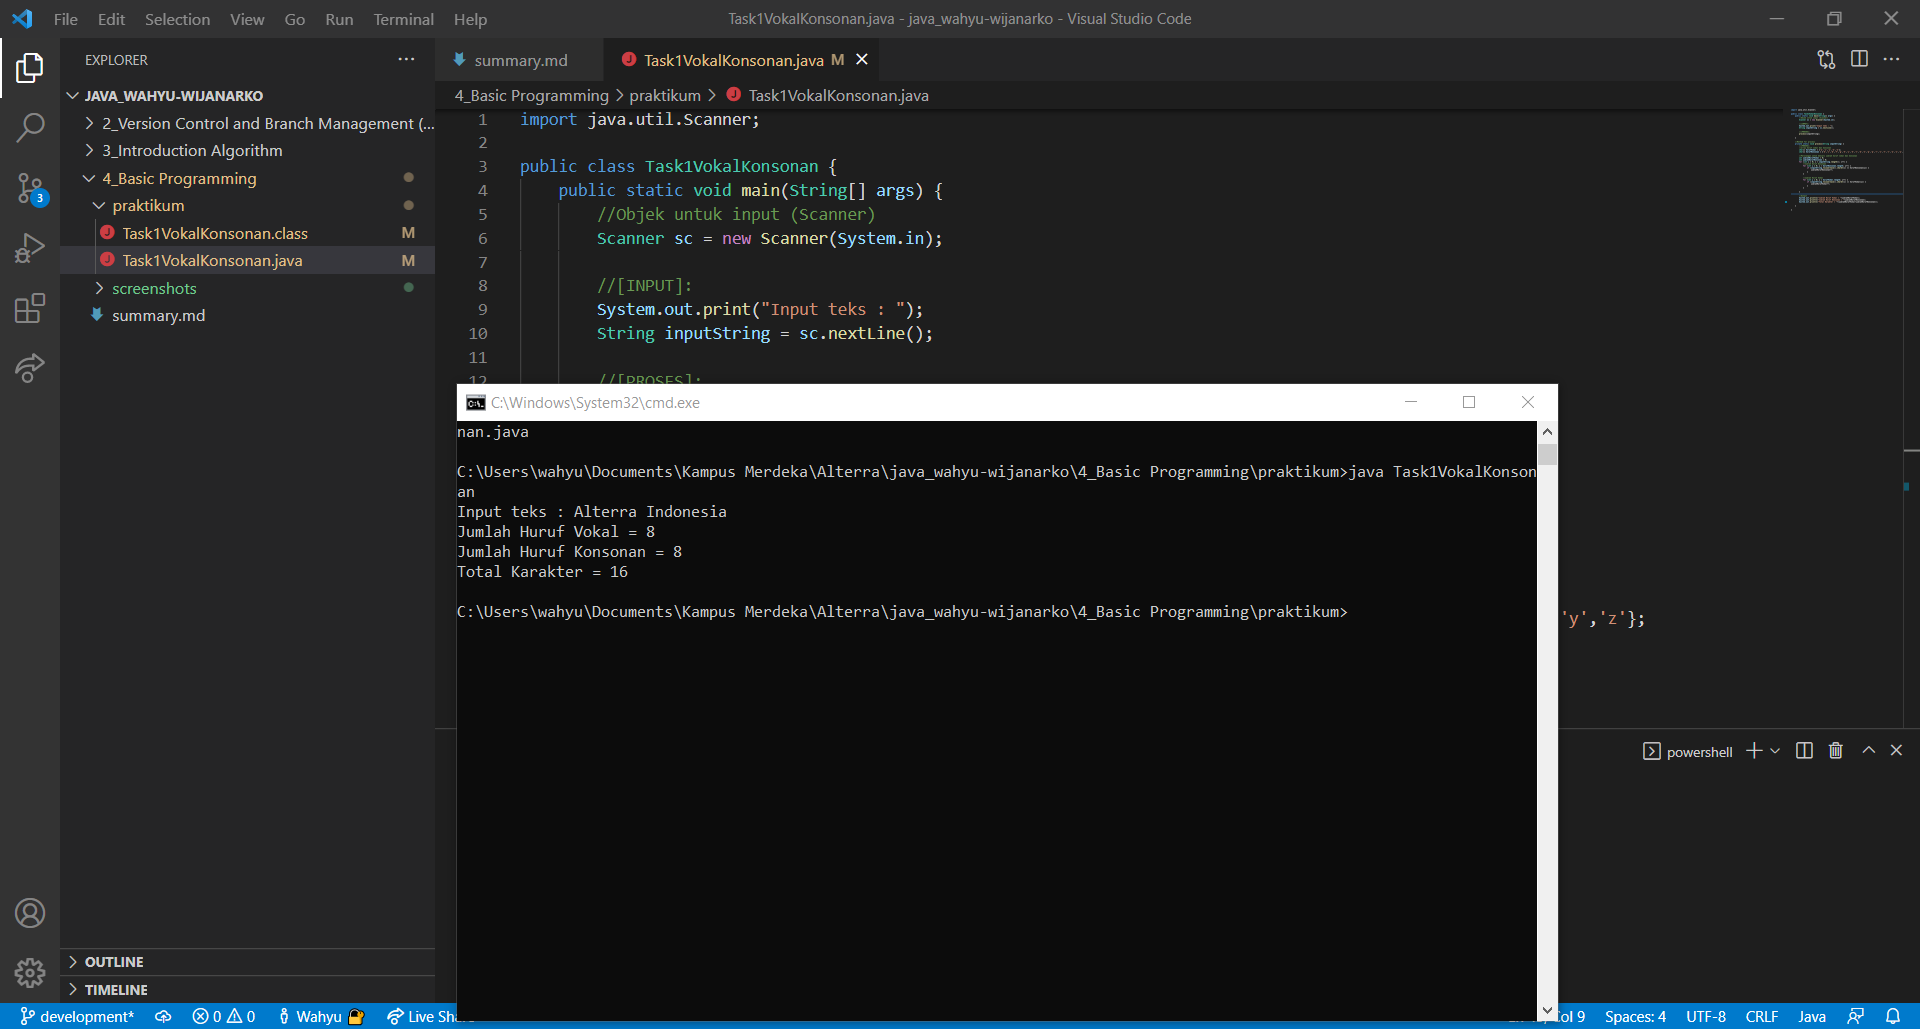 File Edit Selection View Go Run Terminal Help
Task1VokalKonsonan.java - java_wahyu-wijanarko - Visual Studio Code
EXPLORER
JAVA_WAHYU-WIJANARKO
2_Version Control and Branch Management (...
3_Introduction Algorithm
4_Basic Programming
praktikum
Task1VokalKonsonan.class M
Task1VokalKonsonan.java M
screenshots
summary.md
3
OUTLINE
TIMELINE
summary.md
Task1VokalKonsonan.java M
4_Basic Programming > praktikum > Task1VokalKonsonan.java
1 import java.util.Scanner;
2
3 public class Task1VokalKonsonan {
4 public static void main(String[] args) {
5 //Objek untuk input (Scanner)
6 Scanner sc = new Scanner(System.in);
7
8 //[INPUT]:
9 System.out.print("Input teks : ");
10 String inputString = sc.nextLine();
11
12 //[PROSES]:
'y','z'};
C:\Windows\System32\cmd.exe
nan.java
C:\Users\wahyu\Documents\Kampus Merdeka\Alterra\java_wahyu-wijanarko\4_Basic Programming\praktikum>java Task1VokalKonson
an
Input teks : Alterra Indonesia
Jumlah Huruf Vokal = 8
Jumlah Huruf Konsonan = 8
Total Karakter = 16
C:\Users\wahyu\Documents\Kampus Merdeka\Alterra\java_wahyu-wijanarko\4_Basic Programming\praktikum>
powershell
development* 0 0 Wahyu Live Sha
ol 9 Spaces: 4 UTF-8 CRLF Java